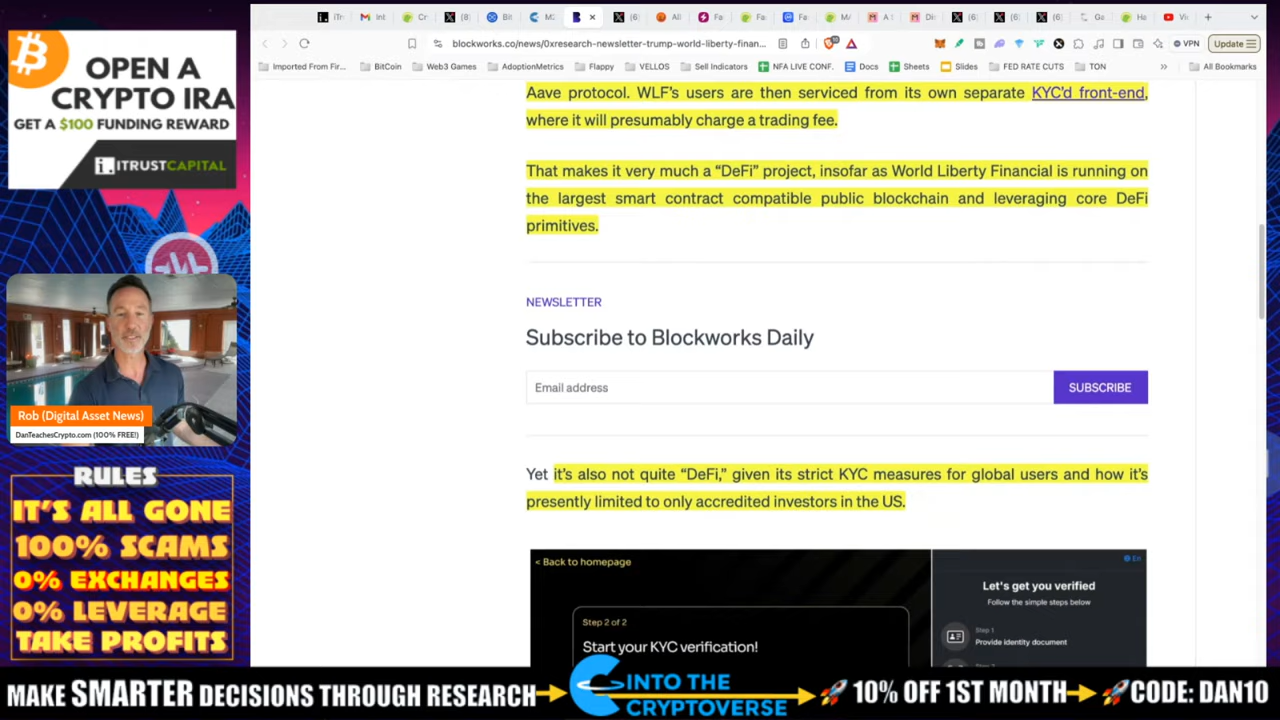 OPEN A
CRYPTO IRA
GET A $100 FUNDING REWARD
i. ITRUSTCAPITAL
blockworks.co/news/0xresearch-newsletter-trump-world-liberty-finan...
VPN
Update
Imported From Fir...
BitCoin
Web3 Games
AdoptionMetrics
Flappy
VELLOS
Sell Indicators
NFA LIVE CONF.
Docs
Sheets
Slides
FED RATE CUTS
TON
»
All Bookmarks
Aave protocol. WLF's users are then serviced from its own separate KYC'd front-end,
where it will presumably charge a trading fee.
That makes it very much a “DeFi” project, insofar as World Liberty Financial is running on
the largest smart contract compatible public blockchain and leveraging core DeFi
primitives.
NEWSLETTER
Subscribe to Blockworks Daily
Email address
SUBSCRIBE
Yet it's also not quite “DeFi,” given its strict KYC measures for global users and how it's
presently limited to only accredited investors in the US.
< Back to homepage
Step 2 of 2
Start your KYC verification!
En
Let's get you verified
Follow the simple steps below
Step 1
Provide identity document
Rob (Digital Asset News)
DanTeachesCrypto.com (100% FREE!)
RULES
IT'S ALL GONE
100% SCAMS
0% EXCHANGES
0% LEVERAGE
TAKE PROFITS
MAKE SMARTER DECISIONS THROUGH RESEARCH
INTO THE
CRYPTOVERSE
10% OFF 1ST MONTH
CODE: DAN10